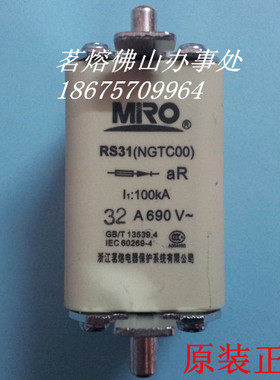 茗熔佛山办事处
18675709964
MIRO
RS31(NGTC00)
aR
I₁:100kA
32 A 690 V~
GB/T 13539.4
IEC 60269-4
浙江茗熔电器保护系统有限公司
原装正